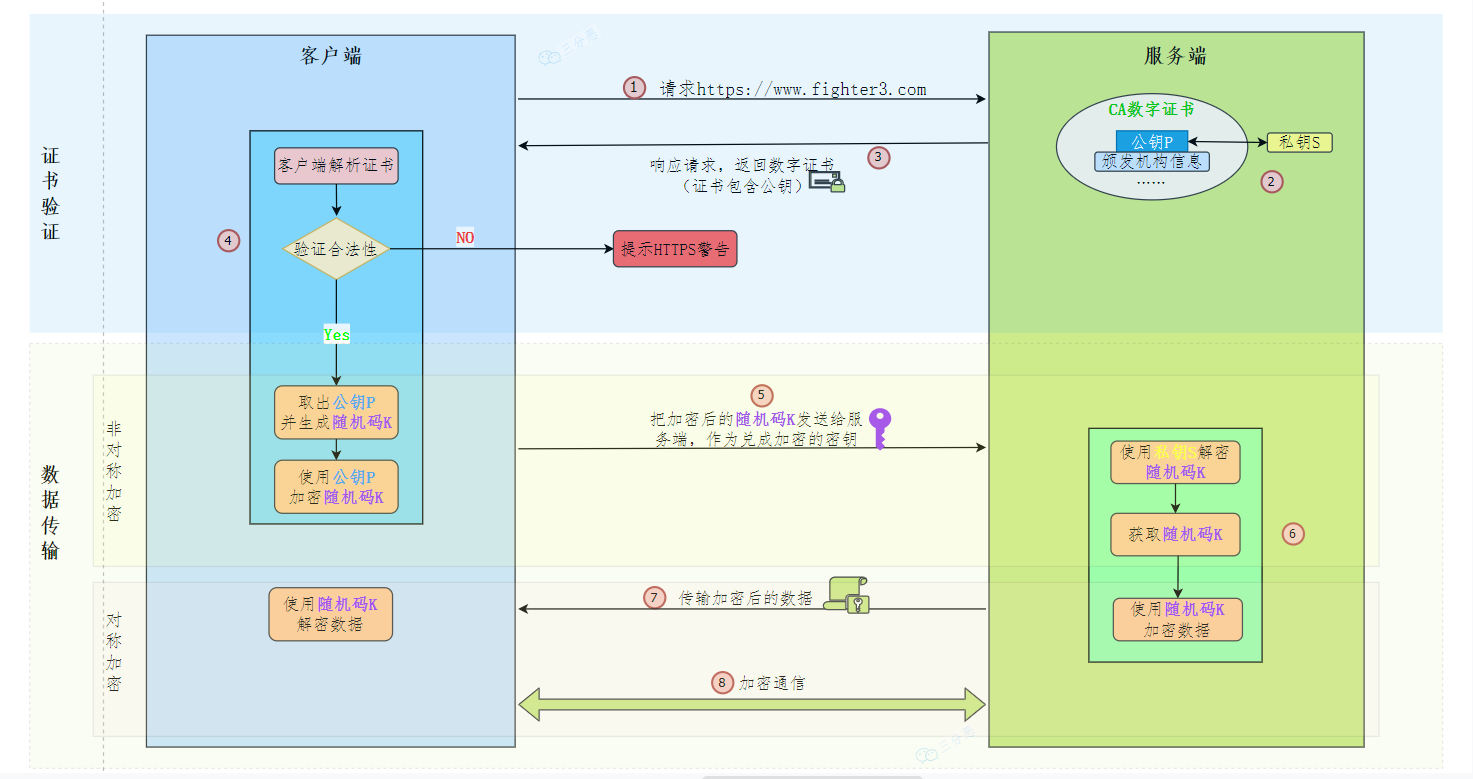 三分恶
客户端
服务端
1
请求https://www.fighter3.com
CA数字证书
公钥P
私钥S
颁发机构信息
......
2
3
响应请求，返回数字证书
（证书包含公钥）
证书验证
客户端解析证书
4
验证合法性
NO
提示HTTPS警告
Yes
数据传输
非对称加密
取出公钥P
并生成随机码K
使用公钥P
加密随机码K
5
把加密后的随机码K发送给服
务端，作为兑成加密的密钥
使用私钥S解密
随机码K
获取随机码K
6
使用随机码K
加密数据
对称加密
使用随机码K
解密数据
7
传输加密后的数据
8
加密通信
三分恶